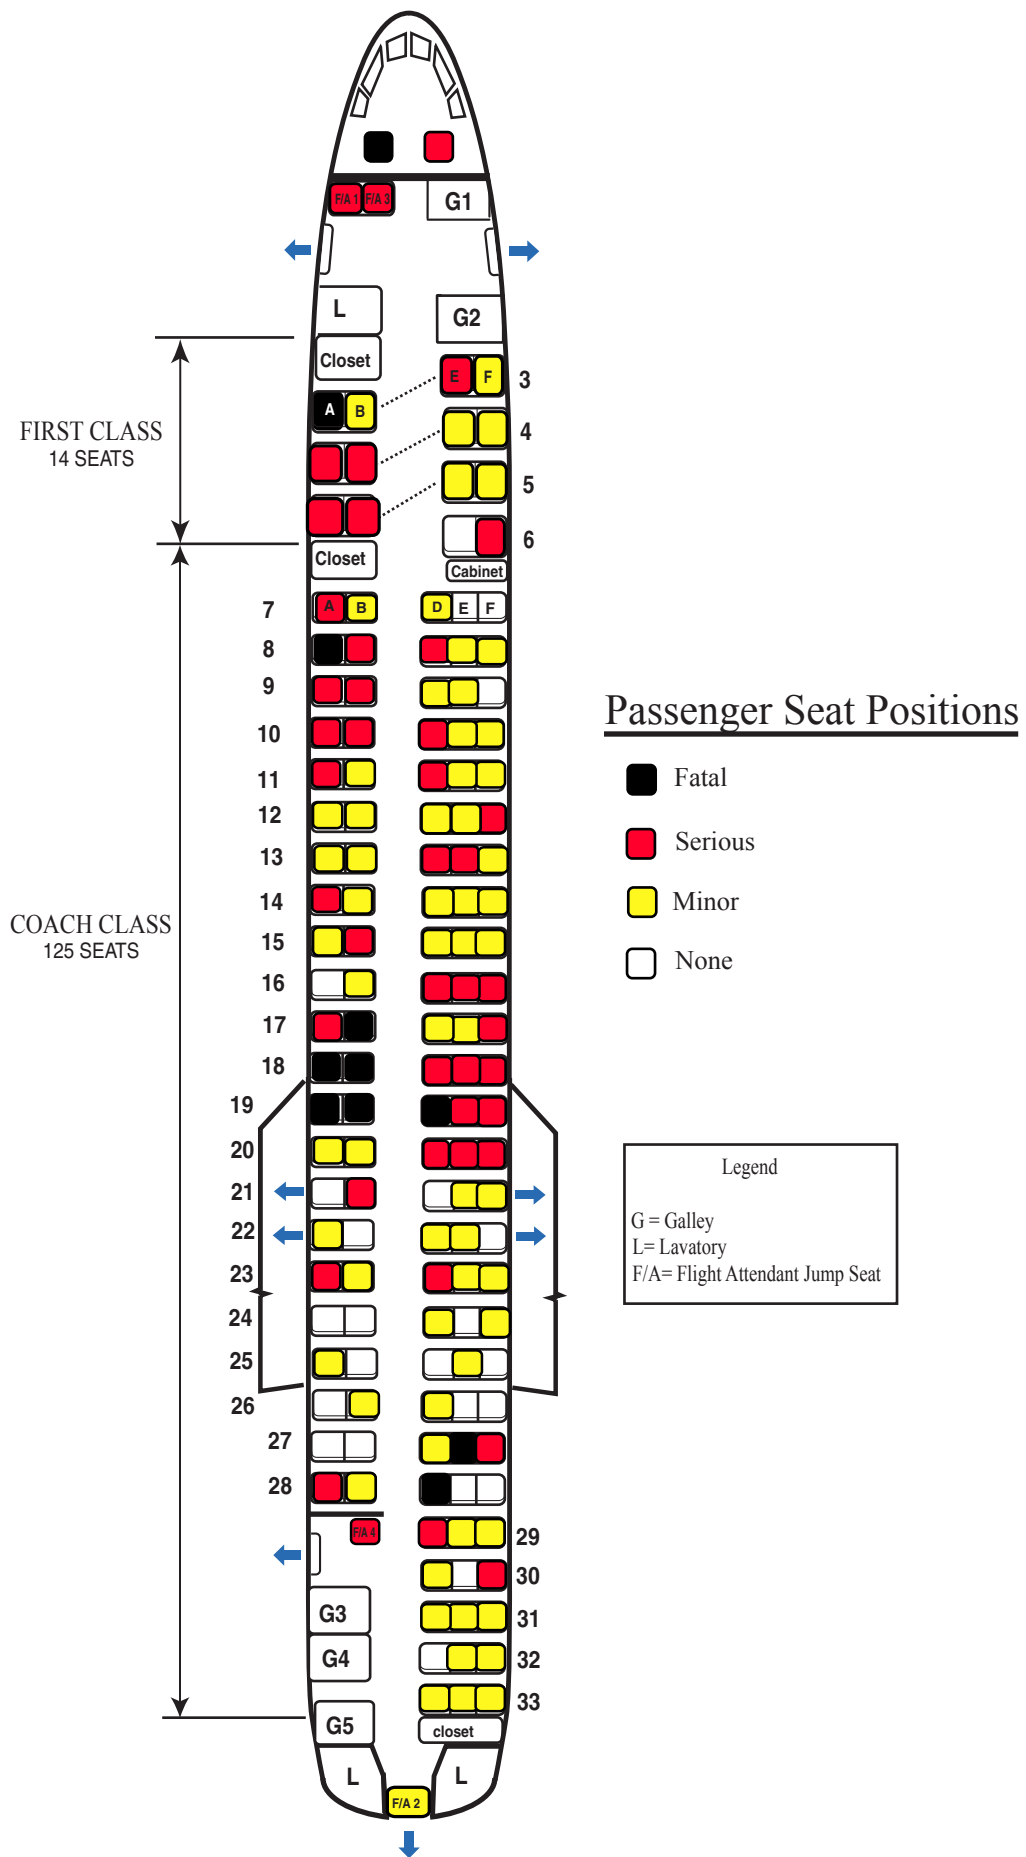 F/A 1 F/A 3 G1
L G2
Closet
E F 3
A B
4
FIRST CLASS
14 SEATS
5
6
Closet
Cabinet
7 A B D E F
8
9
Passenger Seat Positions
10
11
Fatal
12
Serious
13
14
Minor
COACH CLASS
125 SEATS
15
None
16
17
18
19
20
Legend
21
G = Galley
22
L= Lavatory
23
F/A= Flight Attendant Jump Seat
24
25
26
27
28
F/A 4 29
30
G3 31
G4 32
33
G5 closet
L L
F/A 2